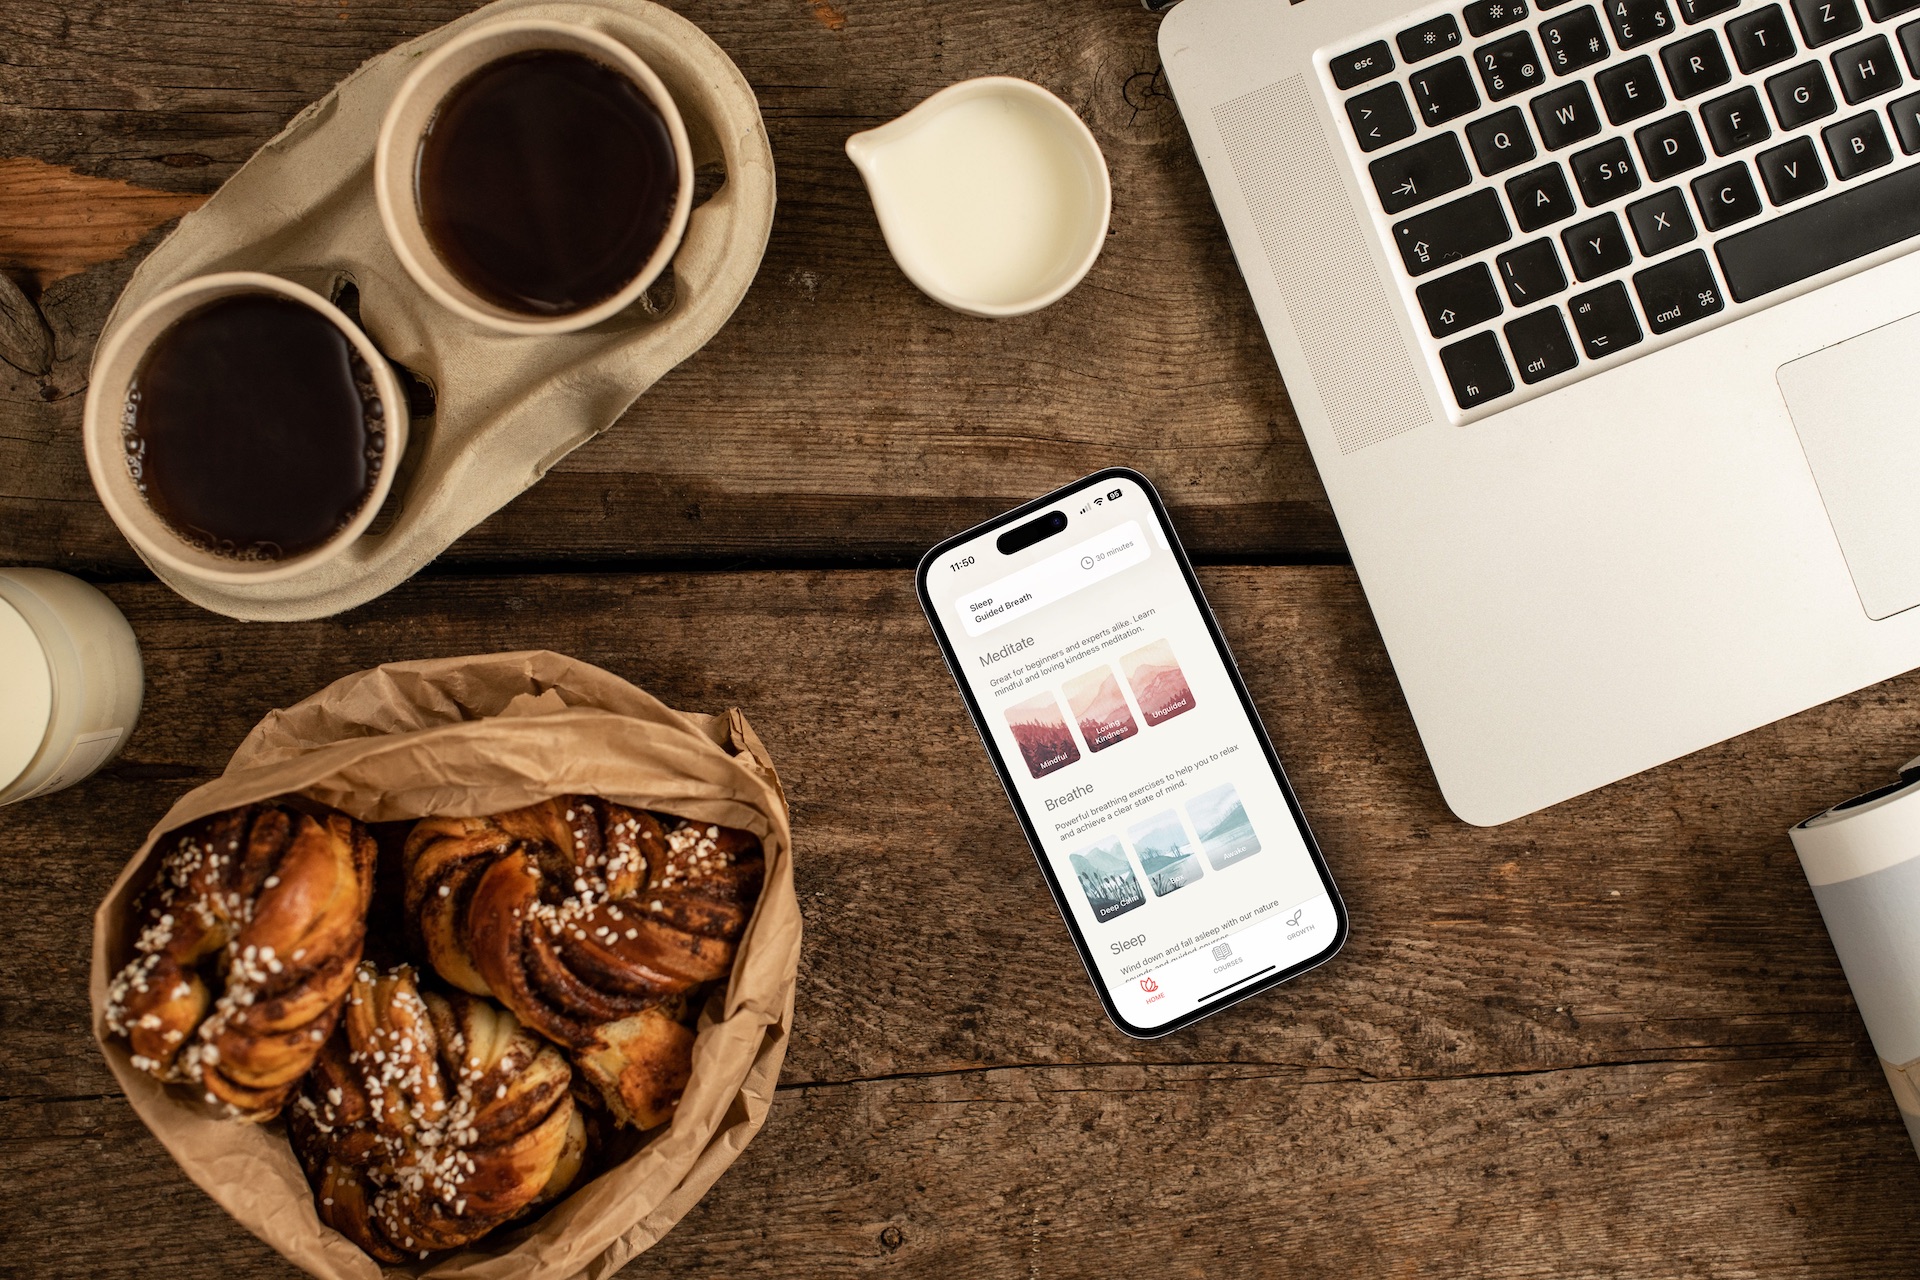 11:50
95
30 minutes
Sleep
Guided Breath
Meditate
Great for beginners and experts alike. Learn
mindful and loving kindness meditation.
Mindful
Loving
Kindness
Unguided
Breathe
Powerful breathing exercises to help you to relax
and achieve a clear state of mind.
Deep Calm
Box
Awake
Sleep
Wind down and fall asleep with our nature
sounds and guided courses
HOME
COURSES
GROWTH
esc F1 F2
> < 1 + 2 ě @ 3 š # 4 č $ ř
Q W E R T Z
A S ß D F G H
\ Y X C V B
fn ctrl alt cmd ⌘